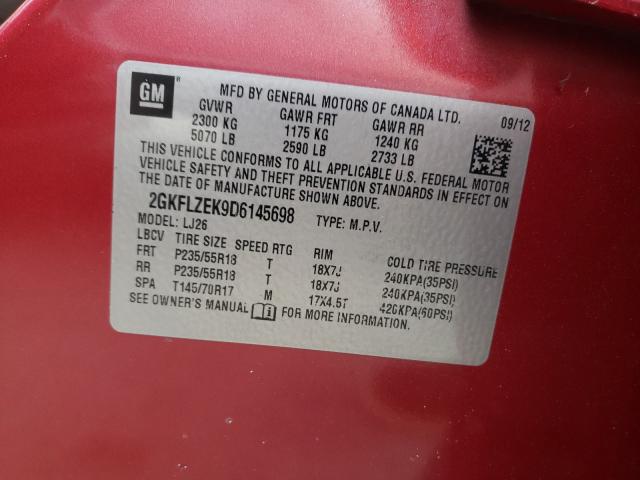 GM ®
MFD BY GENERAL MOTORS OF CANADA LTD.
09/12
GVWR GAWR FRT GAWR RR
2300 KG 1175 KG 1240 KG
5070 LB 2590 LB 2733 LB
THIS VEHICLE CONFORMS TO ALL APPLICABLE U.S. FEDERAL MOTOR
VEHICLE SAFETY AND THEFT PREVENTION STANDARDS IN EFFECT ON
THE DATE OF MANUFACTURE SHOWN ABOVE.
2GKFLZEK9D6145698 TYPE: M.P.V.
MODEL: LJ26
LBCV TIRE SIZE SPEED RTG RIM COLD TIRE PRESSURE
FRT P235/55R18 T 18X7J 240KPA(35PSI)
RR P235/55R18 T 18X7J 240KPA(35PSI)
SPA T145/70R17 M 17X4.5T 420KPA(60PSI)
SEE OWNER'S MANUAL FOR MORE INFORMATION.